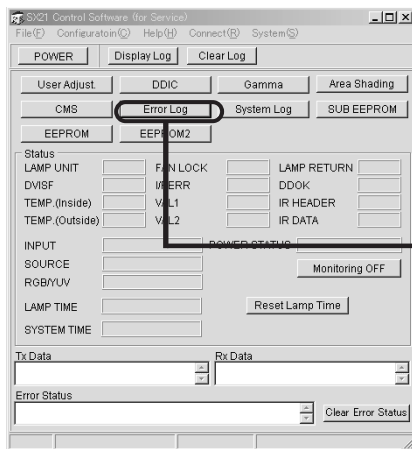 SX21 Control Software (for Service)
File(F) Configuratoin(C) Help(H) Connect(R) System(S)
POWER Display Log Clear Log
User Adjust. DDIC Gamma Area Shading
CMS Error Log System Log SUB EEPROM
EEPROM EEPROM2
Status
LAMP UNIT FAN LOCK LAMP RETURN
DVISF DDOK
TEMP.(Inside) IR HEADER
TEMP.(Outside) IR DATA
INPUT POWER STATUS
SOURCE Monitoring OFF
RGB/YUV
LAMP TIME Reset Lamp Time
SYSTEM TIME
Tx Data Rx Data
Error Status
Clear Error Status